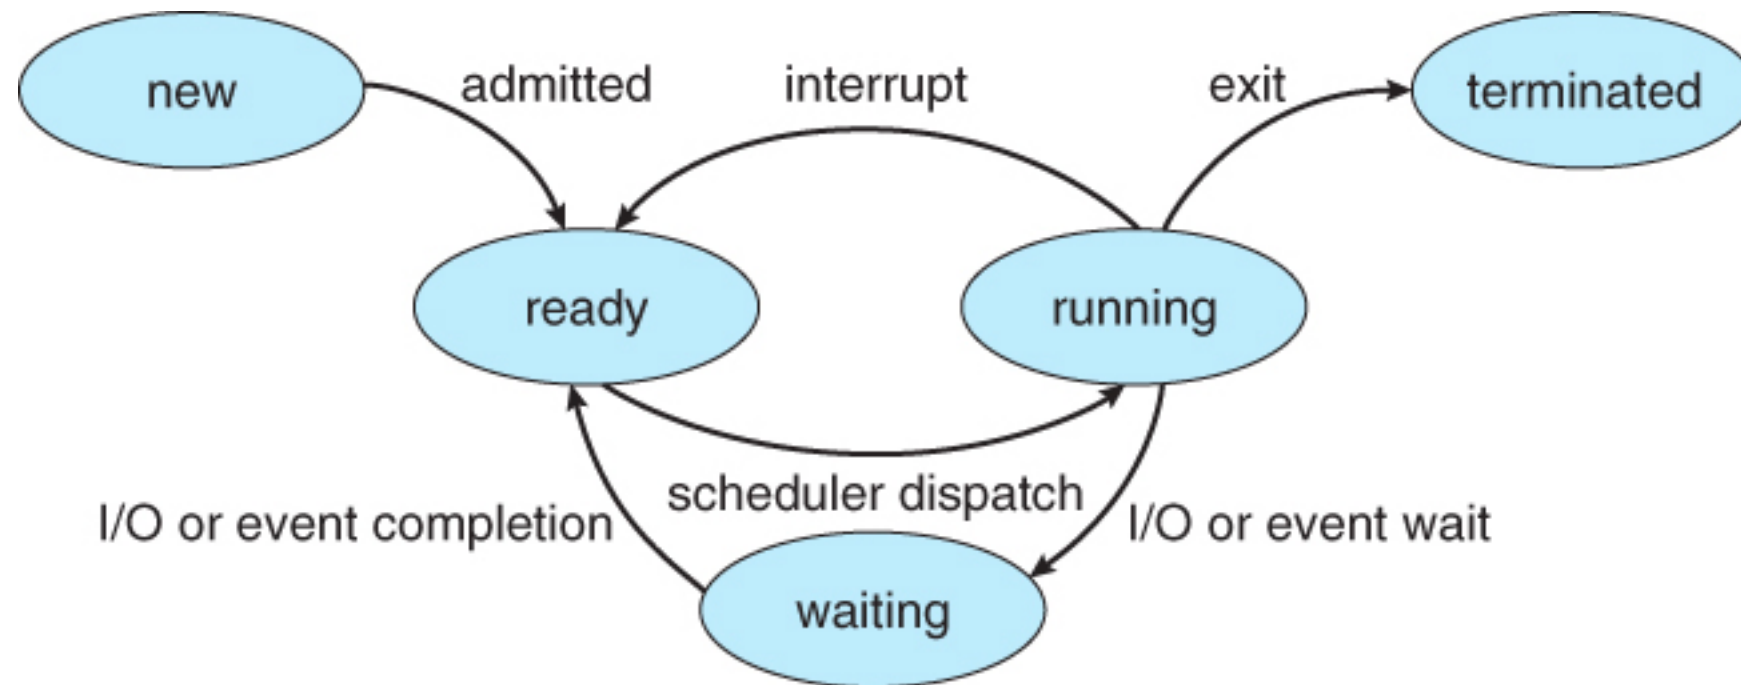 new
admitted
interrupt
exit
terminated
ready
running
scheduler dispatch
I/O or event completion
I/O or event wait
waiting